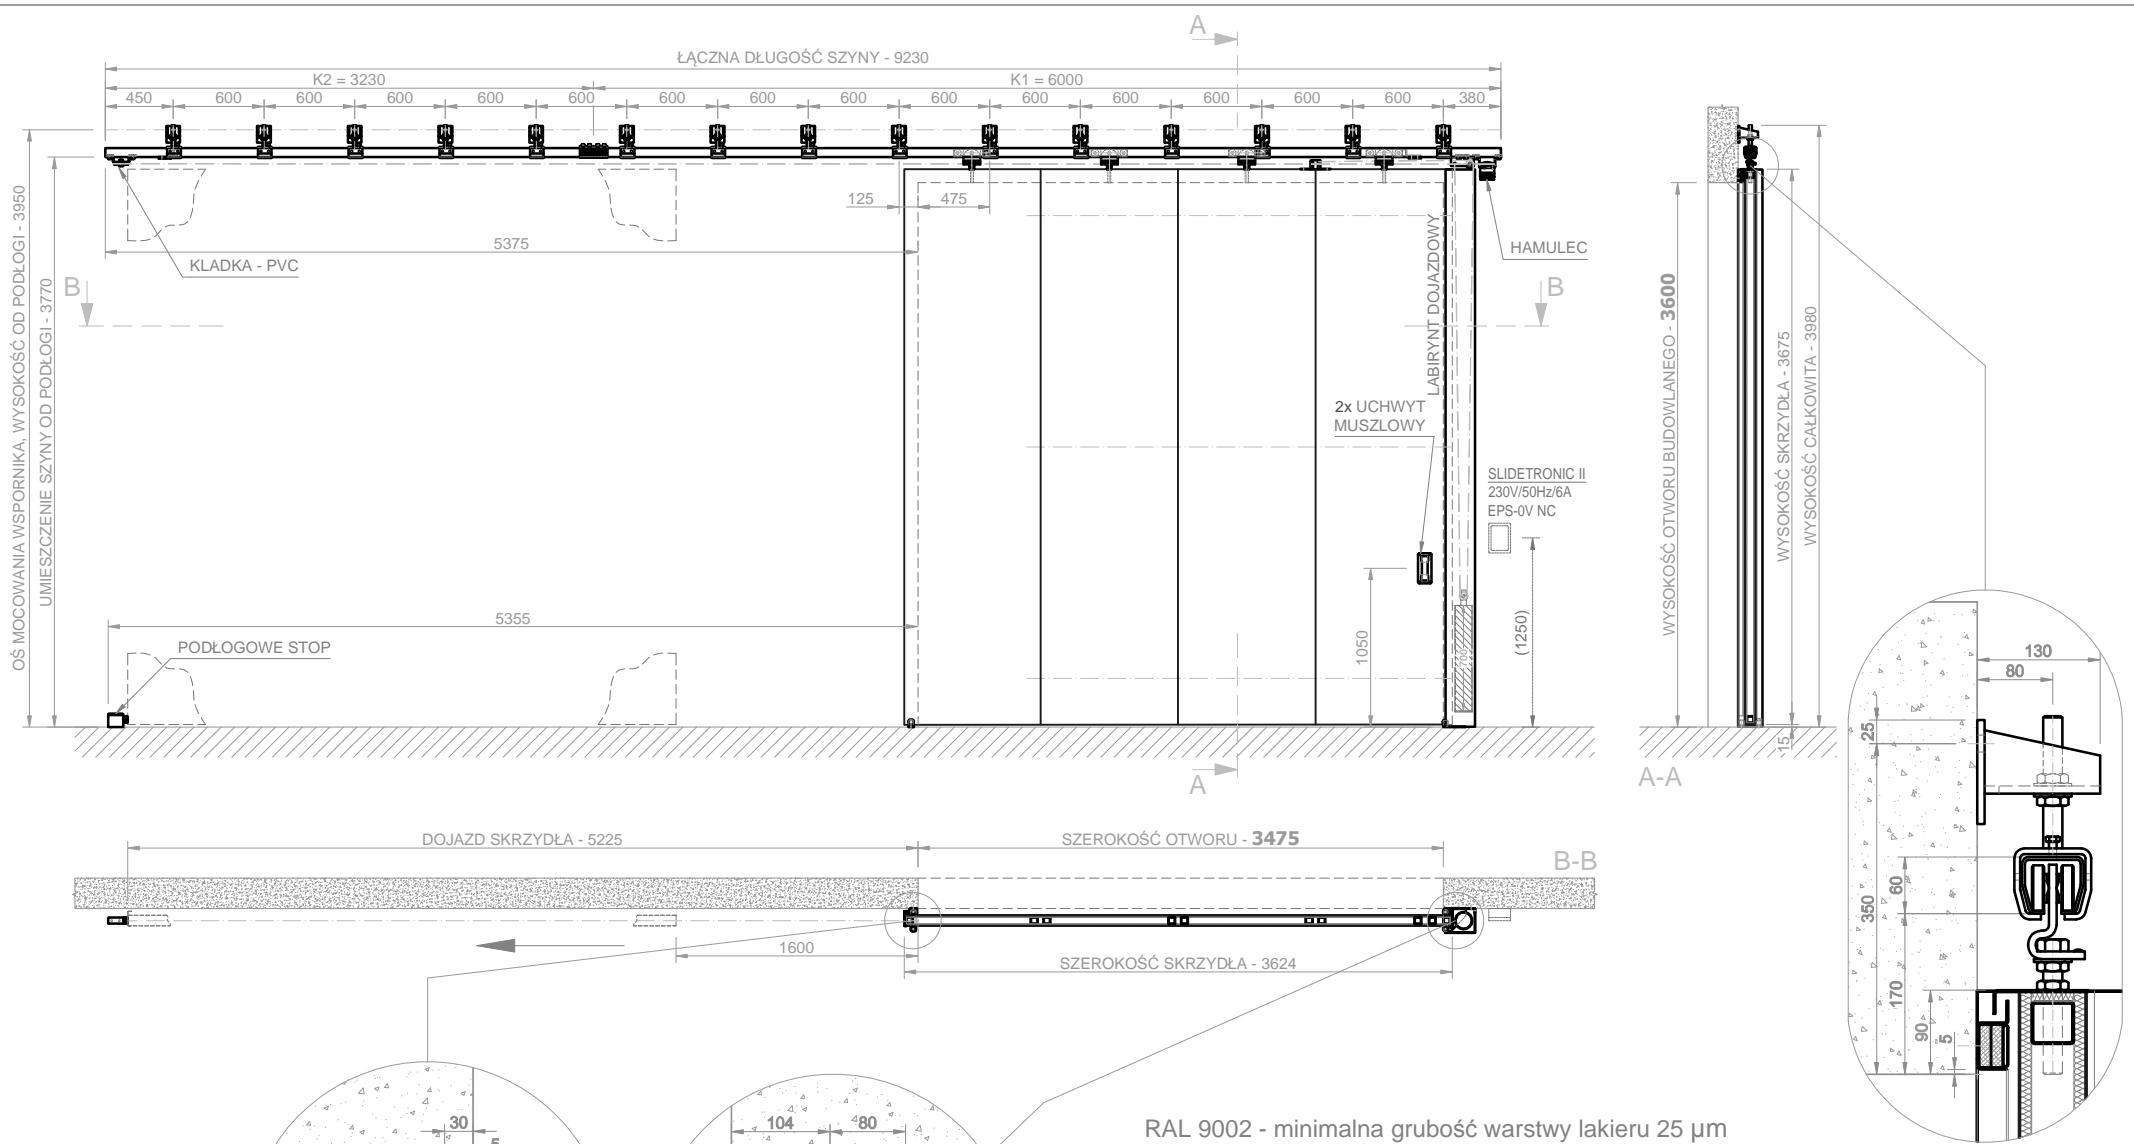 A
ŁĄCZNA DŁUGOŚĆ SZYNY - 9230
K2 = 3230
K1 = 6000
450 600 600 600 600 600 600 600 600 600 600 600 600 600 600 380
125
475
5375
KLADKA - PVC
HAMULEC
B
B
OŚ MOCOWANIA WSPORNIKA, WYSOKOŚĆ OD PODŁOGI - 3950
UMIESZCZENIE SZYNY OD PODŁOGI - 3770
LABIRYNT DOJAZDOWY
2x UCHWYT
MUSZLOWY
SLIDETRONIC II
230V/50Hz/6A
EPS-0V NC
5355
PODŁOGOWE STOP
1050
(1250)
700
A
WYSOKOŚĆ OTWORU BUDOWLANEGO - 3600
WYSOKOŚĆ SKRZYDŁA - 3675
WYSOKOŚĆ CAŁKOWITA - 3980
15
A-A
130
80
25
60
350
170
90
5
DOJAZD SKRZYDŁA - 5225
SZEROKOŚĆ OTWORU - 3475
B-B
1600
SZEROKOŚĆ SKRZYDŁA - 3624
30
5
104
80
RAL 9002 - minimalna grubość warstwy lakieru 25 µm